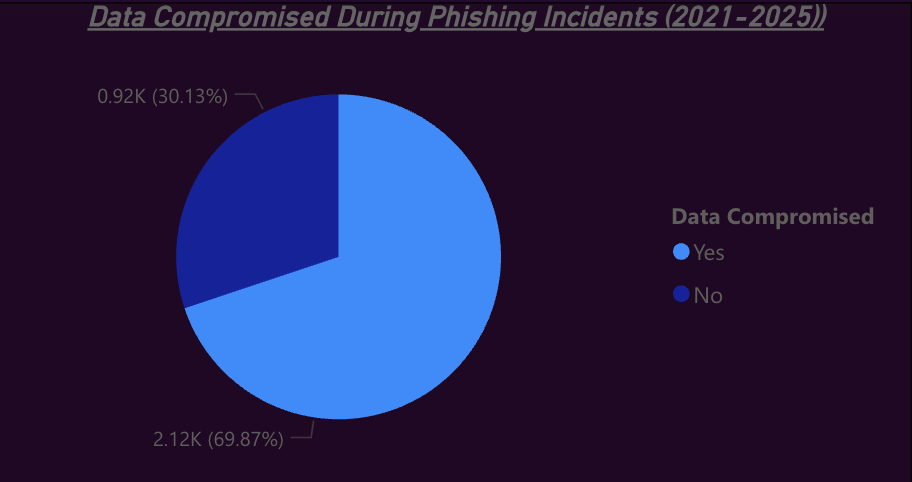 Data Compromised During Phishing Incidents (2021-2025))
0.92K (30.13%)
Data Compromised
Yes
No
2.12K (69.87%)